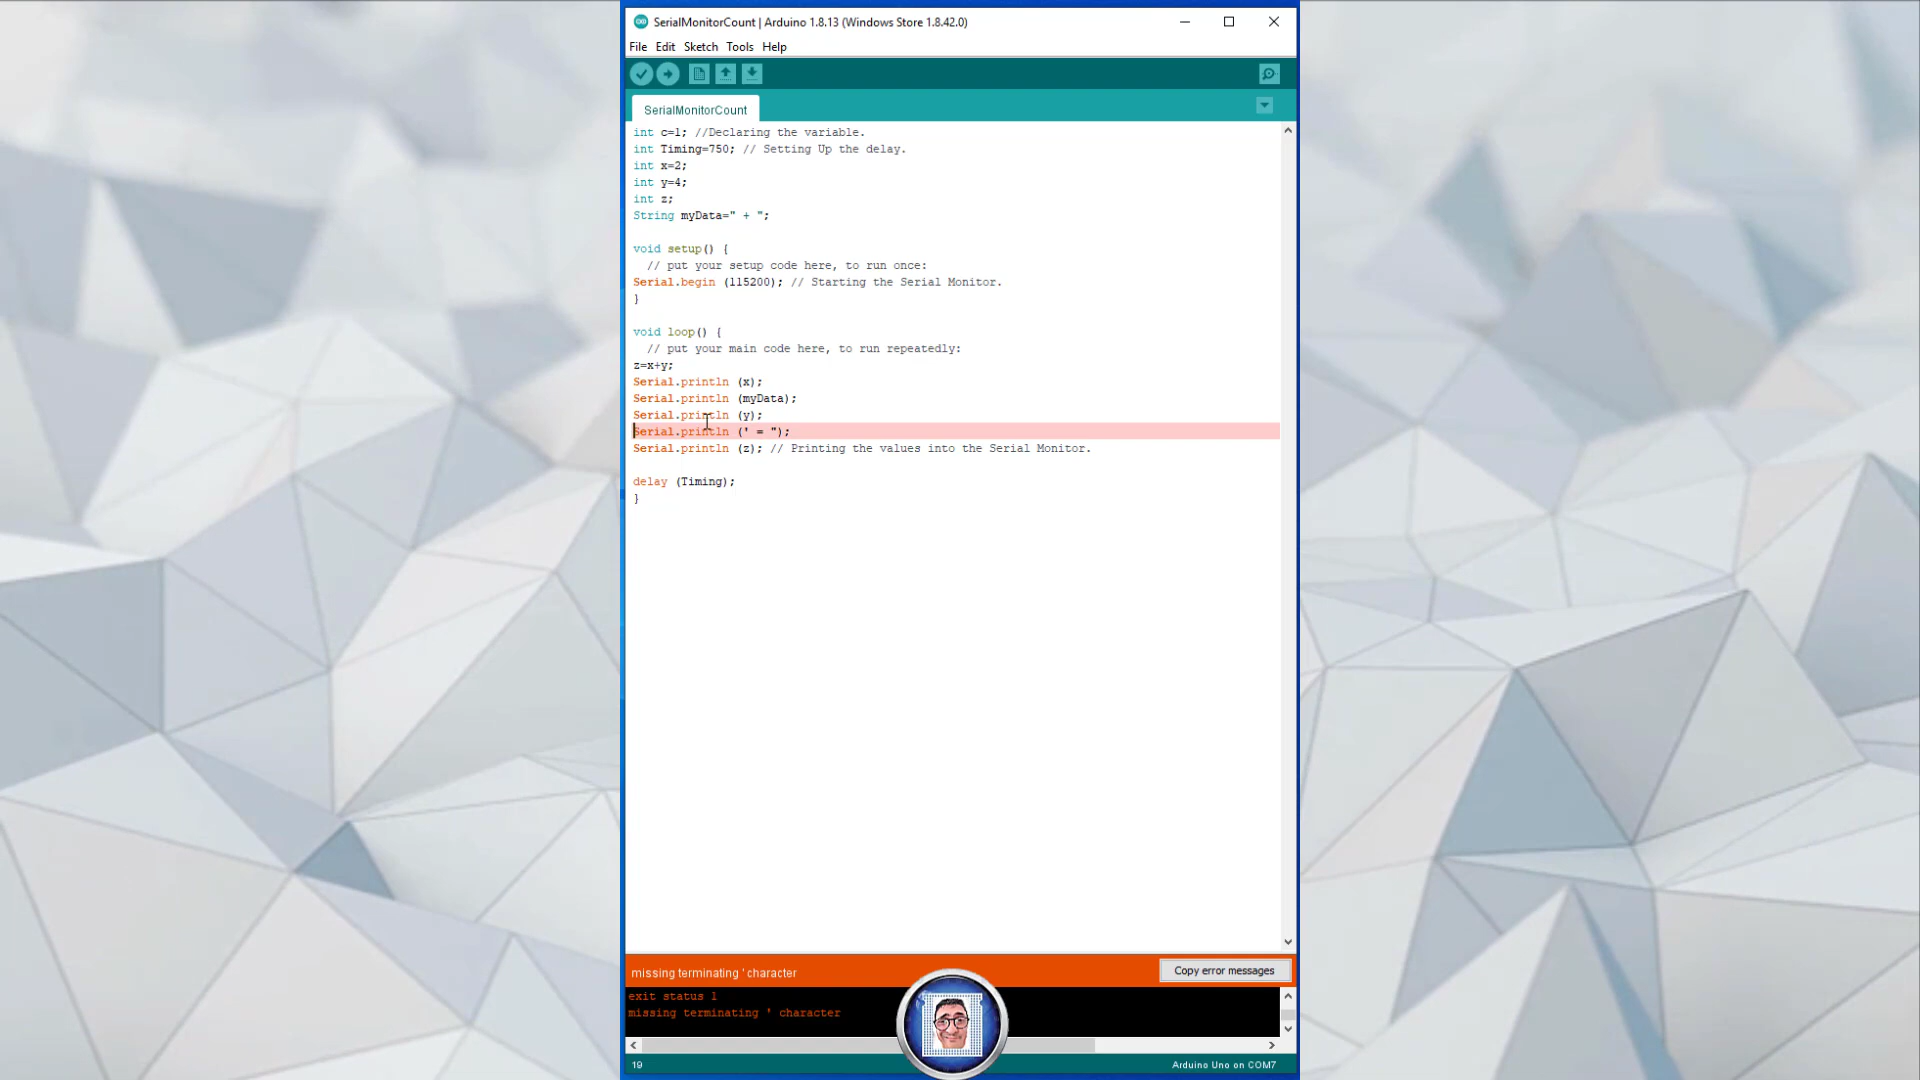 SerialMonitorCount | Arduino 1.8.13 (Windows Store 1.8.42.0)
File Edit Sketch Tools Help
SerialMonitorCount
int c=1; //Declaring the variable.
int Timing=750; // Setting Up the delay.
int x=2;
int y=4;
int z;
String myData=" + ";
void setup() {
// put your setup code here, to run once:
Serial.begin (115200); // Starting the Serial Monitor.
}
void loop() {
// put your main code here, to run repeatedly:
z=x+y;
Serial.println (x);
Serial.println (myData);
Serial.println (y);
Serial.println (' = ");
Serial.println (z); // Printing the values into the Serial Monitor.
delay (Timing);
}
missing terminating ' character
Copy error messages
exit status 1
missing terminating ' character
19
Arduino Uno on COM7